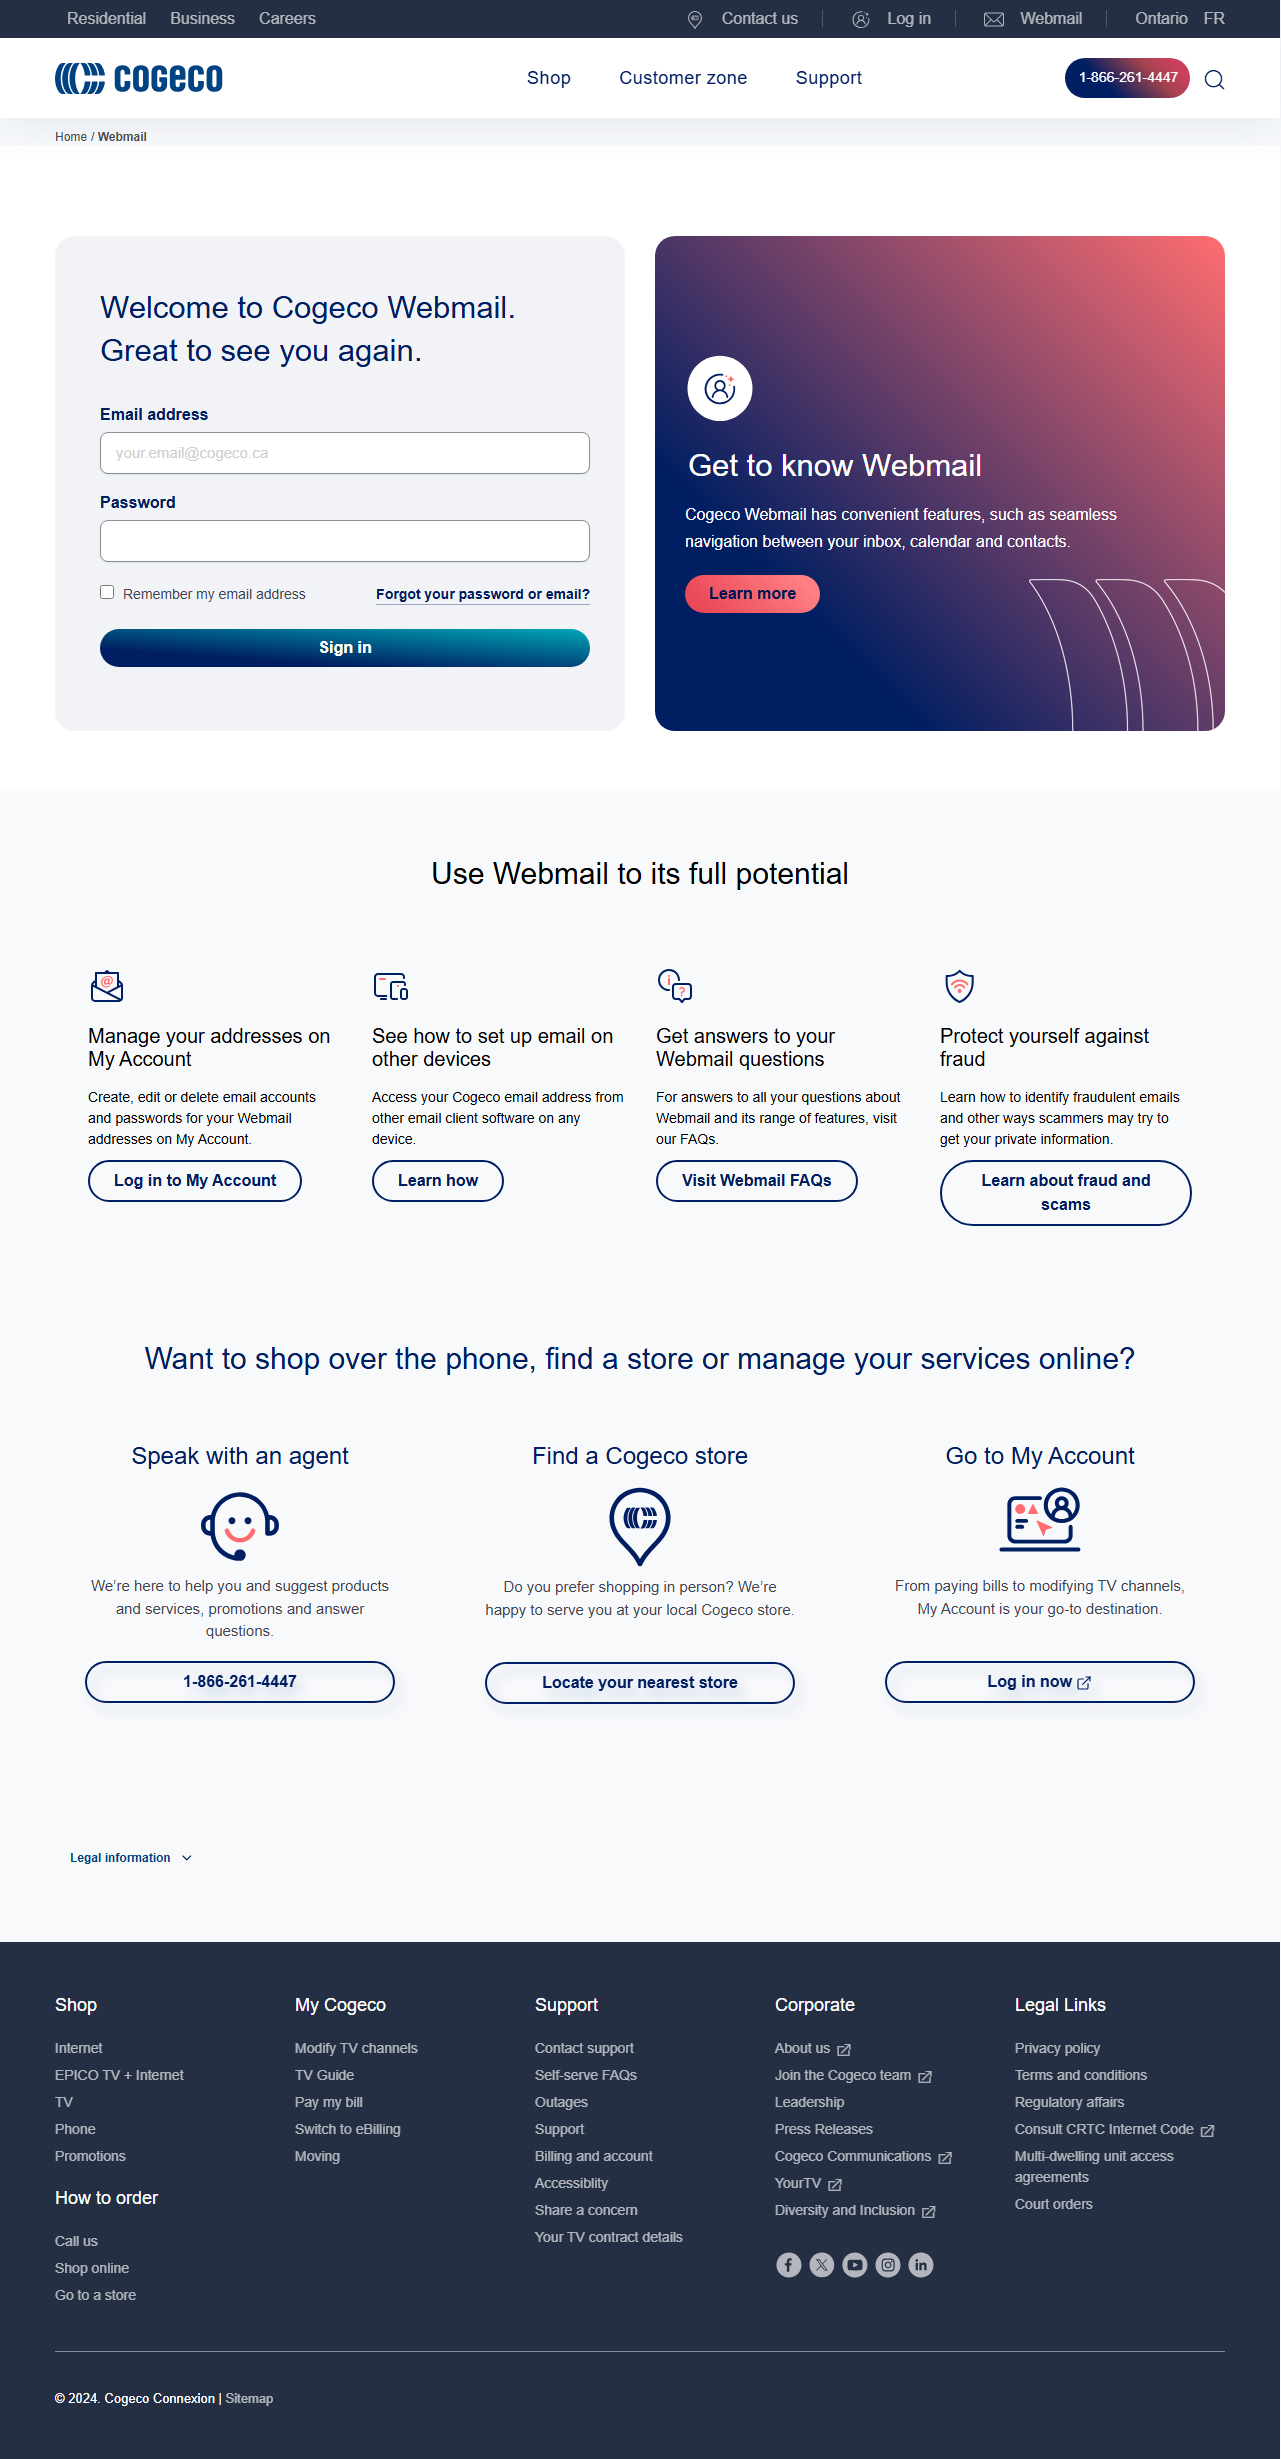 Residential Business Careers Contact us Log in Webmail Ontario FR
COGECO Shop Customer zone Support 1-866-261-4447
Home / Webmail
Welcome to Cogeco Webmail.
Great to see you again.
Email address
your.email@cogeco.ca
Password
Remember my email address Forgot your password or email?
Sign in
Get to know Webmail
Cogeco Webmail has convenient features, such as seamless
navigation between your inbox, calendar and contacts.
Learn more
Use Webmail to its full potential
Manage your addresses on
My Account
Create, edit or delete email accounts
and passwords for your Webmail
addresses on My Account.
Log in to My Account
See how to set up email on
other devices
Access your Cogeco email address from
other email client software on any
device.
Learn how
Get answers to your
Webmail questions
For answers to all your questions about
Webmail and its range of features, visit
our FAQs.
Visit Webmail FAQs
Protect yourself against
fraud
Learn how to identify fraudulent emails
and other ways scammers may try to
get your private information.
Learn about fraud and
scams
Want to shop over the phone, find a store or manage your services online?
Speak with an agent
We're here to help you and suggest products
and services, promotions and answer
questions.
1-866-261-4447
Find a Cogeco store
Do you prefer shopping in person? We're
happy to serve you at your local Cogeco store.
Locate your nearest store
Go to My Account
From paying bills to modifying TV channels,
My Account is your go-to destination.
Log in now
Legal information
Shop
Internet
EPICO TV + Internet
TV
Phone
Promotions
How to order
Call us
Shop online
Go to a store
My Cogeco
Modify TV channels
TV Guide
Pay my bill
Switch to eBilling
Moving
Support
Contact support
Self-serve FAQs
Outages
Support
Billing and account
Accessiblity
Share a concern
Your TV contract details
Corporate
About us
Join the Cogeco team
Leadership
Press Releases
Cogeco Communications
YourTV
Diversity and Inclusion
Legal Links
Privacy policy
Terms and conditions
Regulatory affairs
Consult CRTC Internet Code
Multi-dwelling unit access
agreements
Court orders
© 2024. Cogeco Connexion | Sitemap